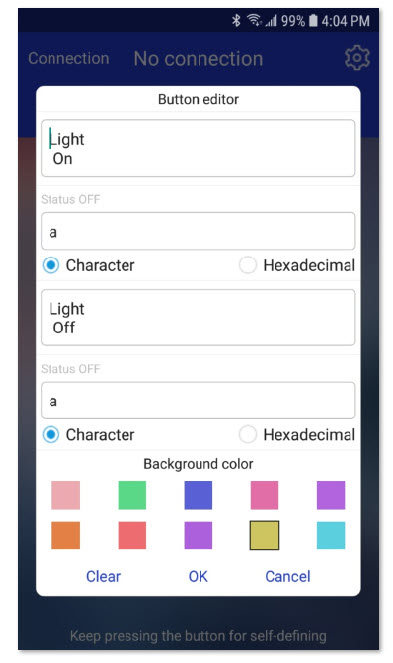 99% 4:04 PM
Connection No connection
Button editor
Light
On
Status OFF
a
Character Hexadecimal
Light
Off
Status OFF
a
Character Hexadecimal
Background color
Clear OK Cancel
Keep pressing the button for self-defining